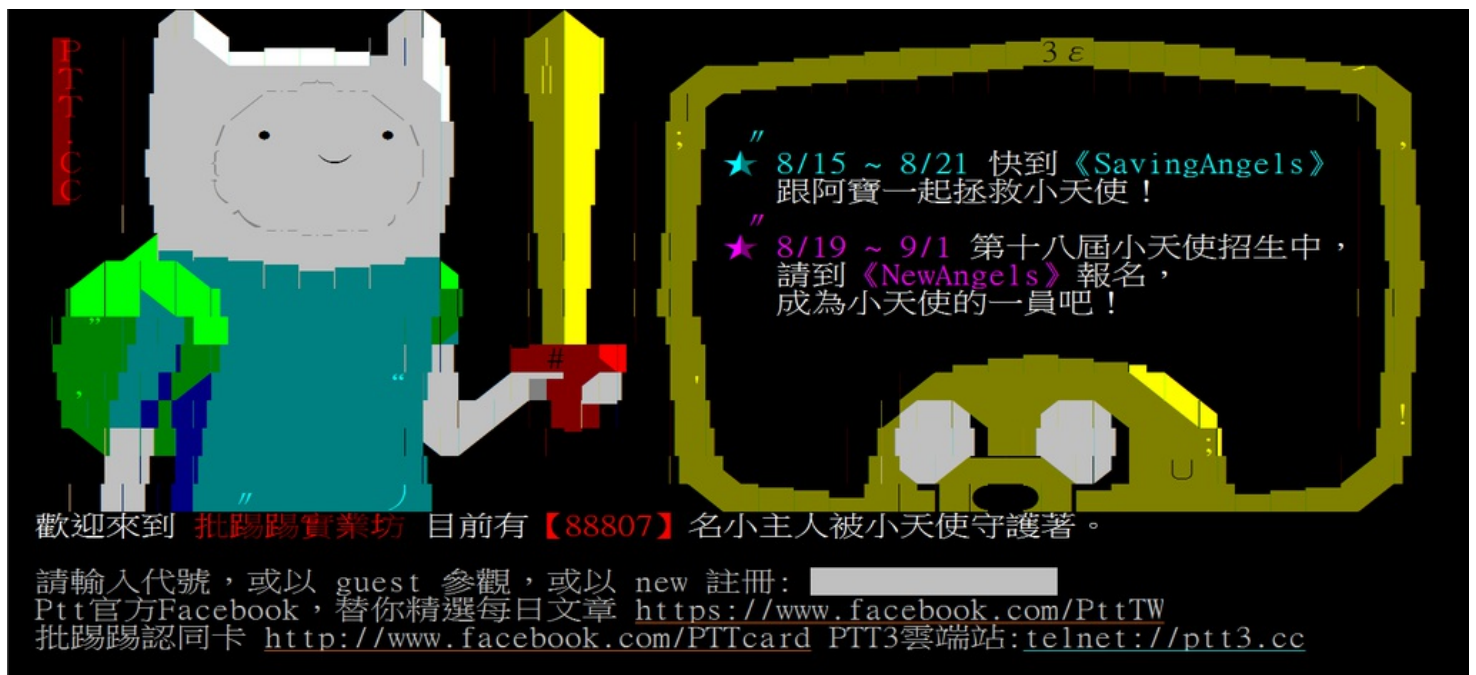 PTT.CC
3 ε
★ 8/15 ~ 8/21 快到《SavingAngels》
跟阿寶一起拯救小天使！
★ 8/19 ~ 9/1 第十八屆小天使招生中，
請到《NewAngels》報名，
成為小天使的一員吧！
歡迎來到 批踢踢實業坊 目前有【88807】名小主人被小天使守護著。
請輸入代號，或以 guest 參觀，或以 new 註冊:
Ptt官方Facebook，替你精選每日文章 https://www.facebook.com/PttTW
批踢踢認同卡 http://www.facebook.com/PTTcard PTT3雲端站:telnet://ptt3.cc